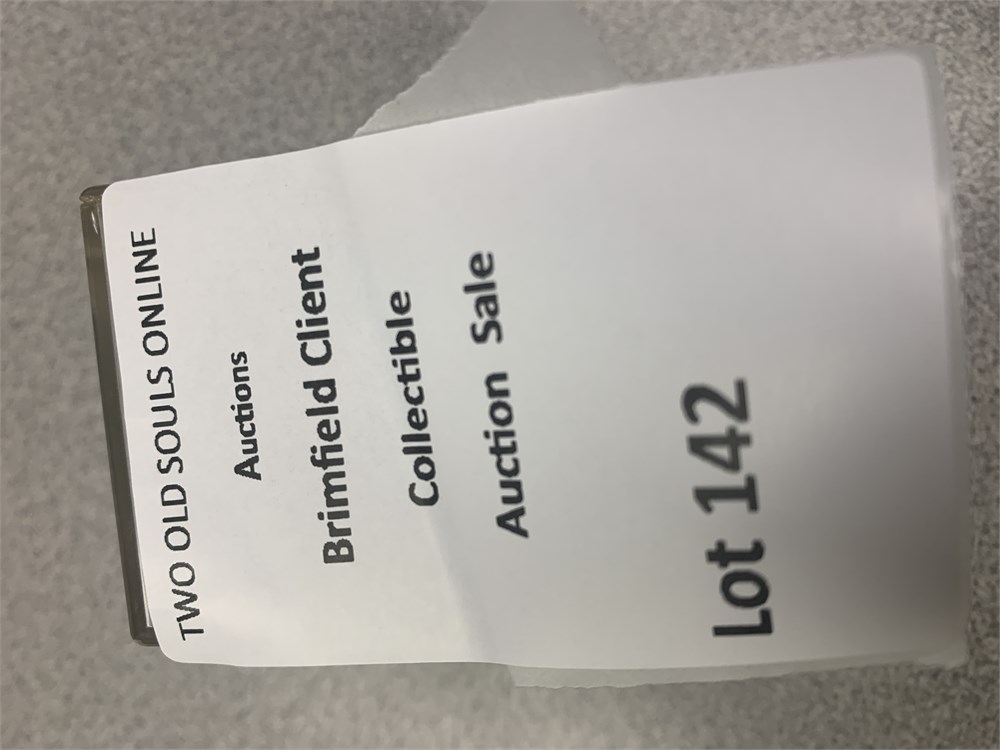 TWO OLD SOULS ONLINE
Auctions
Brimfield Client
Collectible
Auction Sale
Lot 142